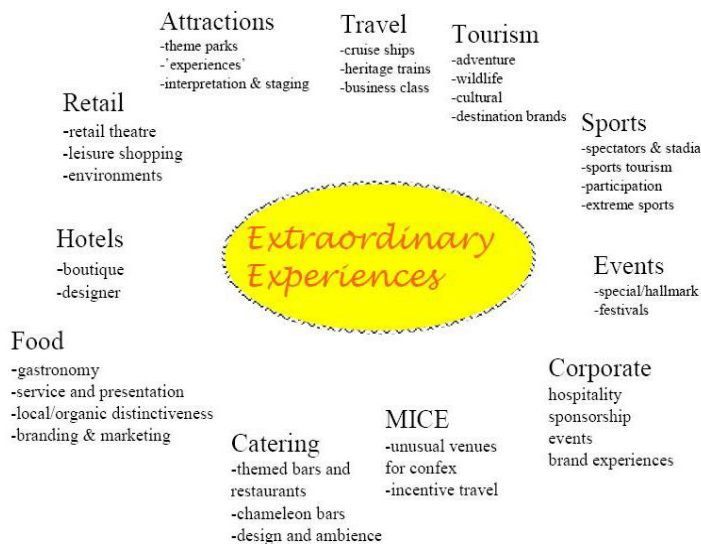 Attractions
-theme parks
-'experiences'
-interpretation & staging
Travel
-cruise ships
-heritage trains
-business class
Tourism
-adventure
-wildlife
-cultural
-destination brands
Retail
-retail theatre
-leisure shopping
-environments
Sports
-spectators & stadia
-sports tourism
-participation
-extreme sports
Extraordinary
Experiences
Hotels
-boutique
-designer
Events
-special/hallmark
-festivals
Food
-gastronomy
-service and presentation
-local/organic distinctiveness
-branding & marketing
Catering
-themed bars and
restaurants
-chameleon bars
-design and ambience
MICE
-unusual venues
for confex
-incentive travel
Corporate
hospitality
sponsorship
events
brand experiences